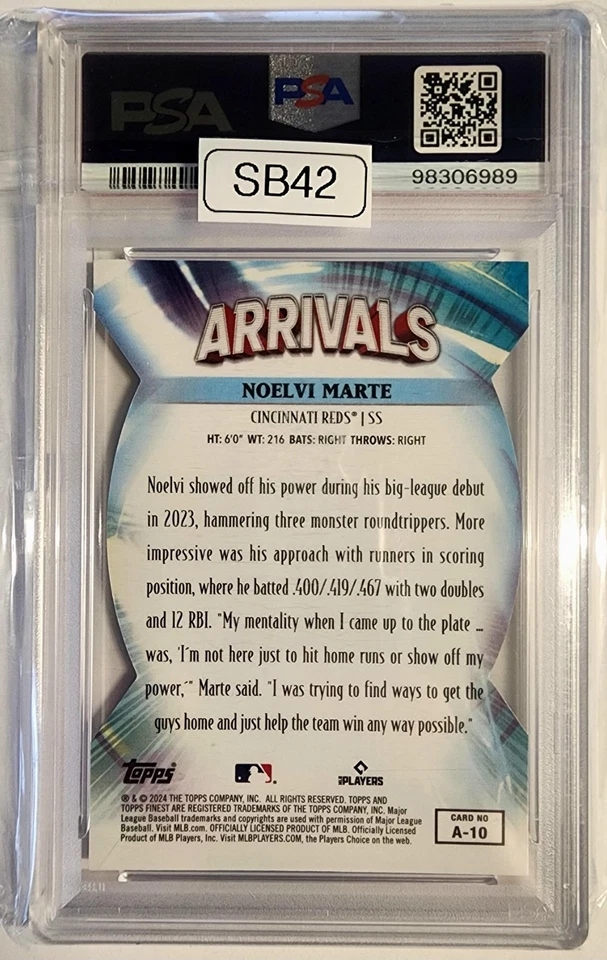 PSA
PSA
SB42
98306989
ARRIVALS
NOELVI MARTE
CINCINNATI REDS® | SS
HT: 6'0" WT: 216 BATS: RIGHT THROWS: RIGHT
Noelvi showed off his power during his big-league debut
in 2023, hammering three monster roundtrippers. More
impressive was his approach with runners in scoring
position, where he batted .400/.419/.467 with two doubles
and 12 RBI. "My mentality when I came up to the plate ...
was, 'I'm not here just to hit home runs or show off my
power,'" Marte said. "I was trying to find ways to get the
guys home and just help the team win any way possible."
topps
MLB PLAYERS
® & © 2024 THE TOPPS COMPANY, INC. ALL RIGHTS RESERVED. TOPPS AND
TOPPS FINEST ARE REGISTERED TRADEMARKS OF THE TOPPS COMPANY, INC. Major
League Baseball trademarks and copyrights are used with permission of Major League
Baseball. Visit MLB.com. OFFICIALLY LICENSED PRODUCT OF MLB. Officially Licensed
Product of MLB Players, Inc. Visit MLBPLAYERS.COM, the Players Choice on the web.
CARD NO
A-10